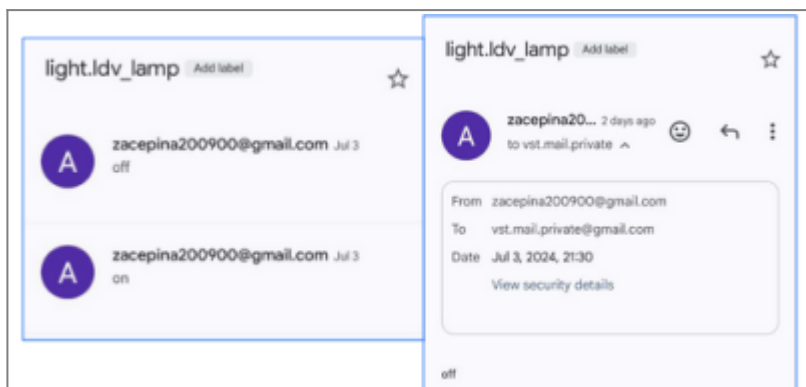 light.ldv_lamp Add label
A
zacepina200900@gmail.com Jul 3
off
A
zacepina200900@gmail.com Jul 3
on
light.ldv_lamp Add label
A
zacepina20... 2 days ago
to vst.mail.private
From zacepina200900@gmail.com
To vst.mail.private@gmail.com
Date Jul 3, 2024, 21:30
View security details
off